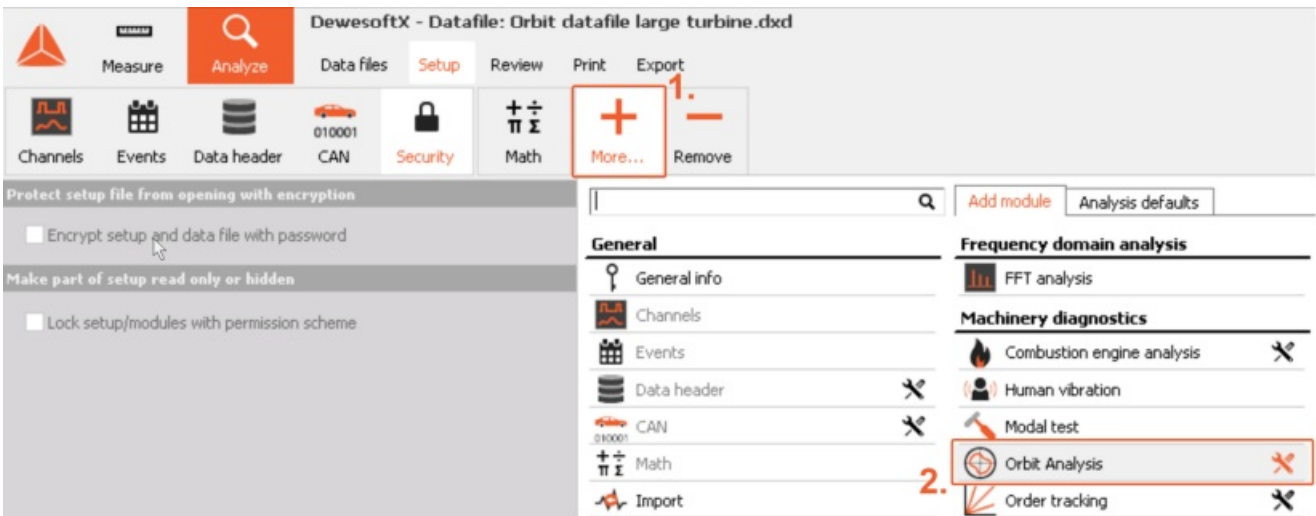 DewesoftX - Datafile: Orbit datafile large turbine.dxd
Measure
Analyze
Data files Setup Review Print Export
1.
Channels Events Data header
010001
CAN Security Math More... Remove
Protect setup file from opening with encryption
Encrypt setup and data file with password
Make part of setup read only or hidden
Lock setup/modules with permission scheme
General
General info
Channels
Events
Data header
010001
CAN
Math
Import
Add module Analysis defaults
Frequency domain analysis
FFT analysis
Machinery diagnostics
Combustion engine analysis
Human vibration
Modal test
2.
Orbit Analysis
Order tracking